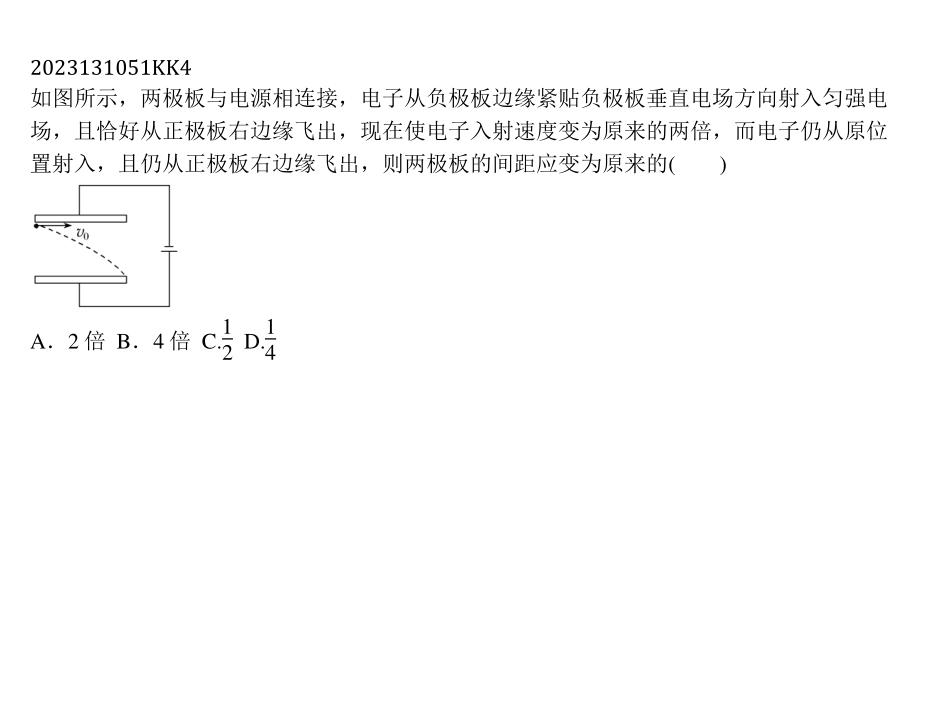 2023131051KK4
如图所示，两极板与电源相连接，电子从负极板边缘紧贴负极板垂直电场方向射入匀强电
场，且恰好从正极板右边缘飞出，现在使电子入射速度变为原来的两倍，而电子仍从原位
置射入，且仍从正极板右边缘飞出，则两极板的间距应变为原来的(　　)
v₀
A．2 倍 B．4 倍 C.1/2 D.1/4